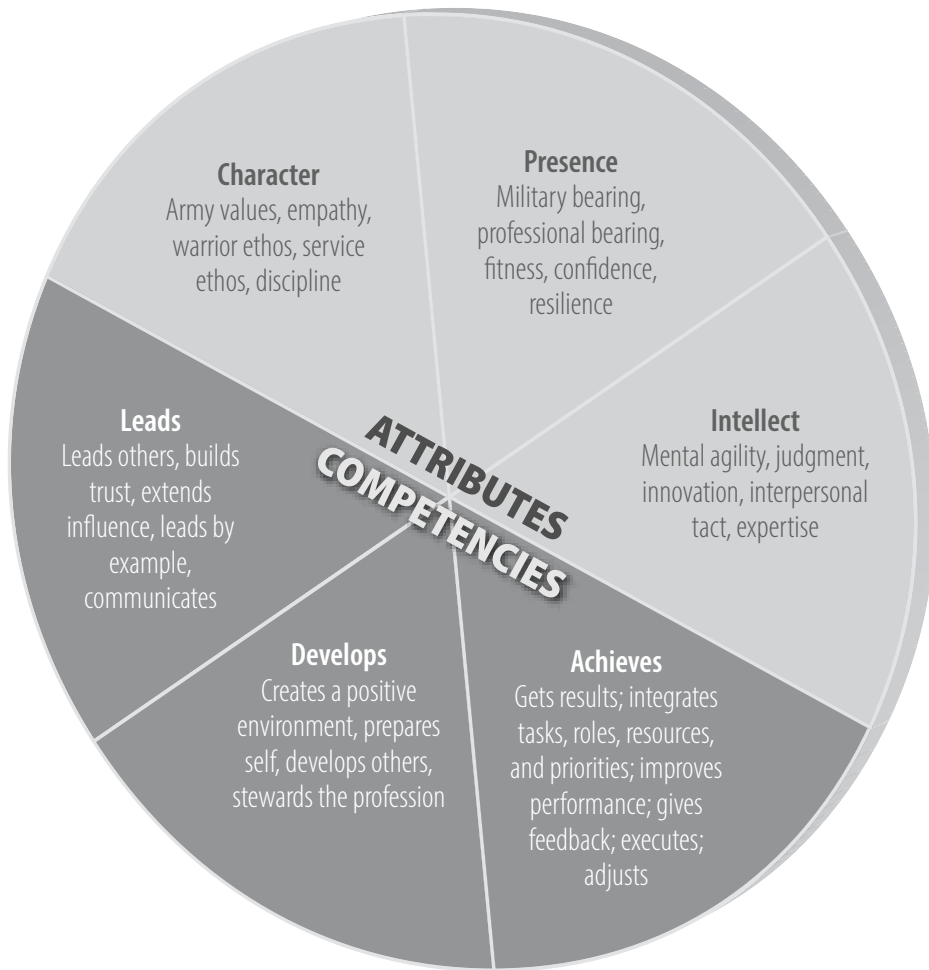 Character
Army values, empathy,
warrior ethos, service
ethos, discipline
Presence
Military bearing,
professional bearing,
fitness, confidence,
resilience
Intellect
Mental agility, judgment,
innovation, interpersonal
tact, expertise
ATTRIBUTES
COMPETENCIES
Leads
Leads others, builds
trust, extends
influence, leads by
example,
communicates
Develops
Creates a positive
environment, prepares
self, develops others,
stewards the profession
Achieves
Gets results; integrates
tasks, roles, resources,
and priorities; improves
performance; gives
feedback; executes;
adjusts